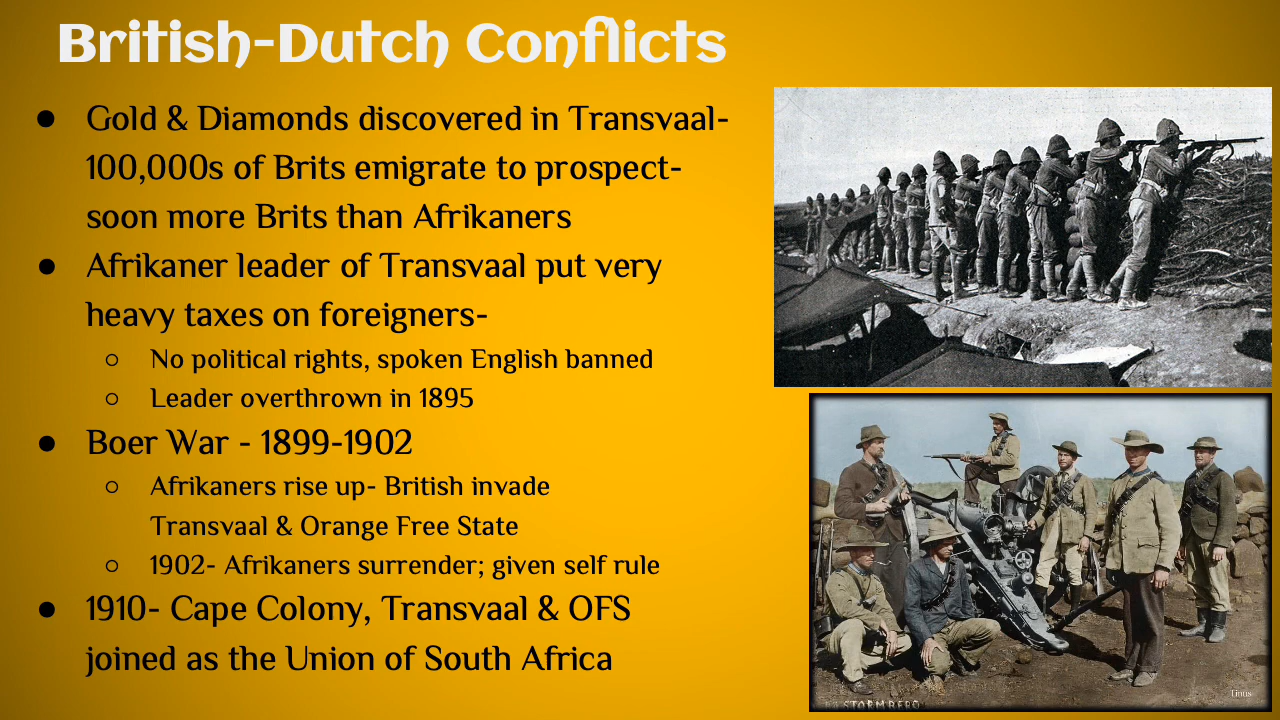 British-Dutch Conflicts
● Gold & Diamonds discovered in Transvaal-
100,000s of Brits emigrate to prospect-
soon more Brits than Afrikaners
● Afrikaner leader of Transvaal put very
heavy taxes on foreigners-
○ No political rights, spoken English banned
○ Leader overthrown in 1895
● Boer War - 1899-1902
○ Afrikaners rise up- British invade
Transvaal & Orange Free State
○ 1902- Afrikaners surrender; given self rule
● 1910- Cape Colony, Transvaal & OFS
joined as the Union of South Africa
Tinus
STORMBERG